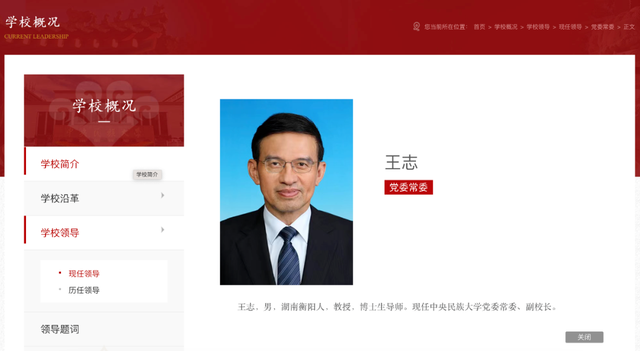 学校概况
CURRENT LEADERSHIP
您当前所在位置： 首页 > 学校概况 > 学校领导 > 现任领导 > 党委常委 > 正文
学校概况
学校简介
学校简介
学校沿革
学校领导
现任领导
历任领导
领导题词
王志
党委常委
王志，男，湖南衡阳人，教授，博士生导师。现任中央民族大学党委常委、副校长。
关闭